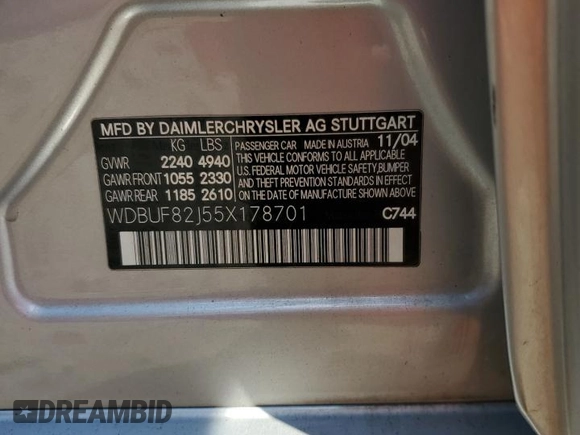 MFD BY DAIMLERCHRYSLER AG STUTTGART
KG LBS PASSENGER CAR MADE IN AUSTRIA 11/04
GVWR 2240 4940 THIS VEHICLE CONFORMS TO ALL APPLICABLE
GAWR FRONT 1055 2330 U.S. FEDERAL MOTOR VEHICLE SAFETY,BUMPER
GAWR REAR 1185 2610 AND THEFT PREVENTION STANDARDS IN EFFECT
ON THE DATE OF MANUFACTURE SHOWN ABOVE
WDBUF82J55X178701 C744
DREAMBID